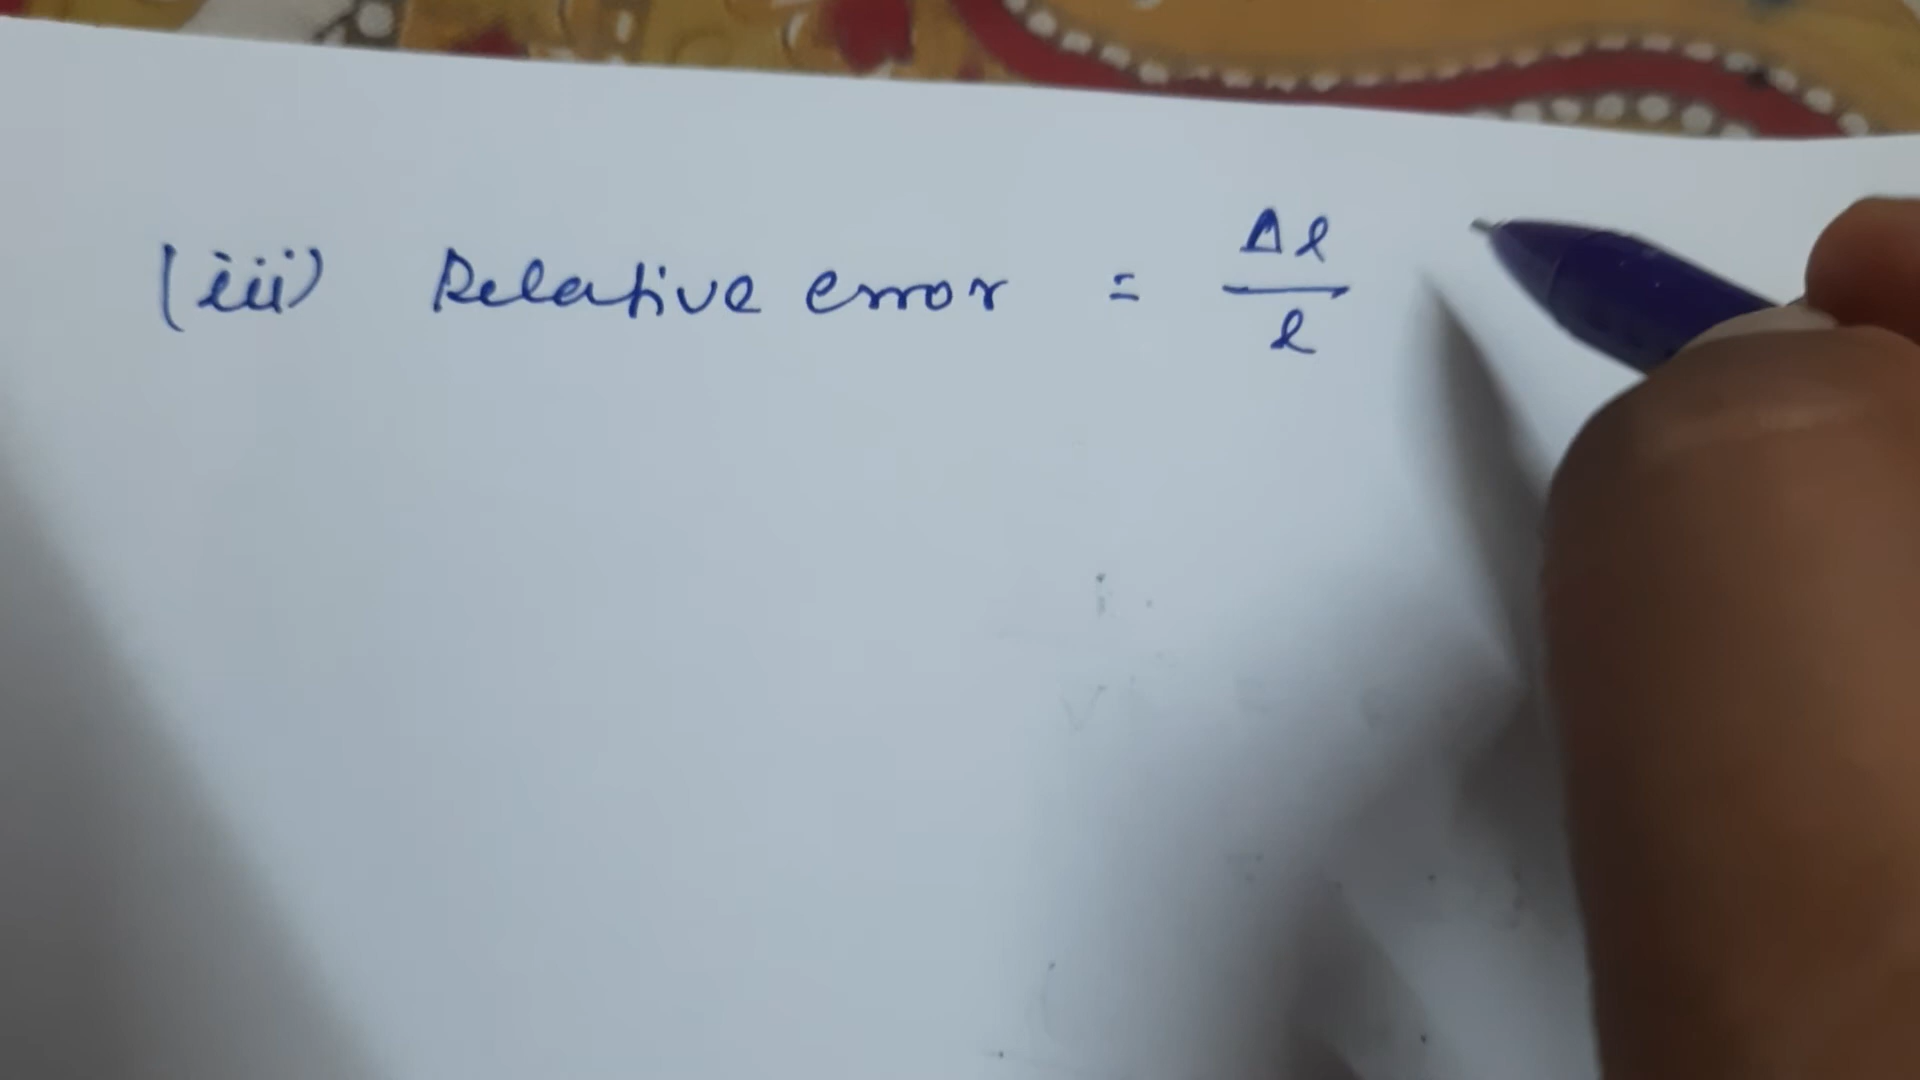 (iii) Relative error = Δl / l